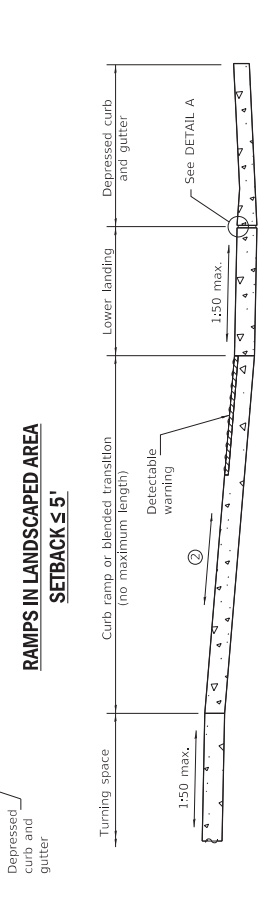 Depressed
curb and
gutter
RAMPS IN LANDSCAPED AREA
SETBACK ≤ 5'
Turning space
Curb ramp or blended transition
(no maximum length)
Lower landing
Depressed curb
and gutter
1:50 max.
2
Detectable
warning
1:50 max.
See DETAIL A